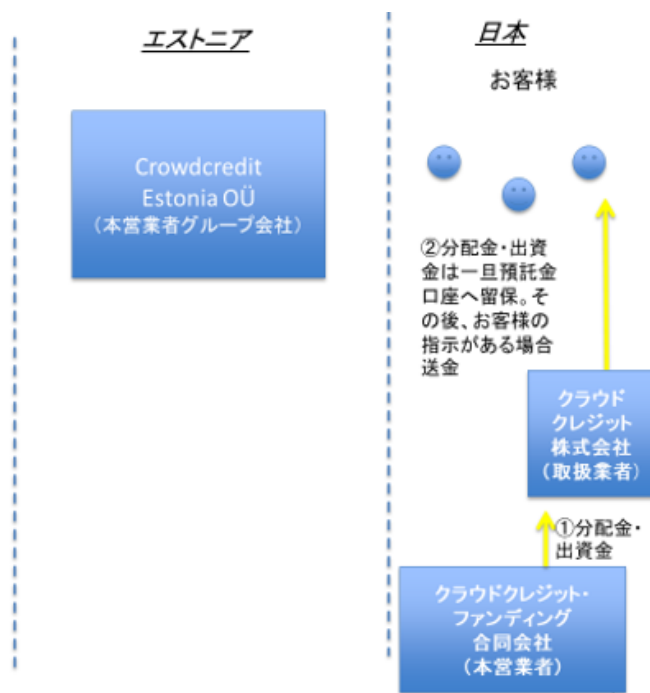 エストニア
日本
お客様
Crowdcredit
Estonia OÜ
（本営業者グループ会社）
②分配金・出資
金は一旦預託金
口座へ留保。そ
の後、お客様の
指示がある場合
送金
クラウド
クレジット
株式会社
（取扱業者）
①分配金・
出資金
クラウドクレジット・
ファンディング
合同会社
（本営業者）